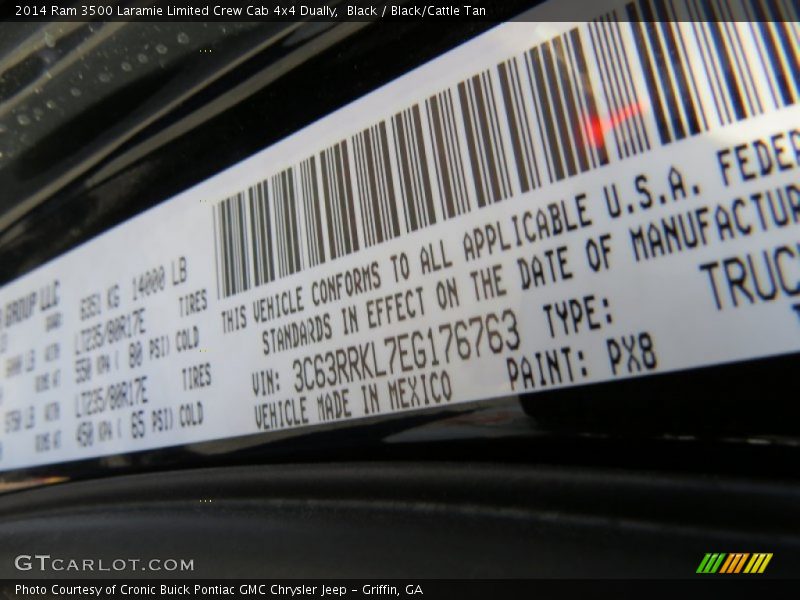 2014 Ram 3500 Laramie Limited Crew Cab 4x4 Dually, Black / Black/Cattle Tan
GROUP LLC
6351 KG 14000 LB
LT235/80R17E TIRES
550 KPA ( 80 PSI) COLD
LT235/80R17E TIRES
450 KPA ( 65 PSI) COLD
THIS VEHICLE CONFORMS TO ALL APPLICABLE U.S.A. FEDER
STANDARDS IN EFFECT ON THE DATE OF MANUFACTUR
VIN: 3C63RRKL7EG176763 TYPE: TRUC
VEHICLE MADE IN MEXICO PAINT: PX8
GTCARLOT.COM
Photo Courtesy of Cronic Buick Pontiac GMC Chrysler Jeep - Griffin, GA